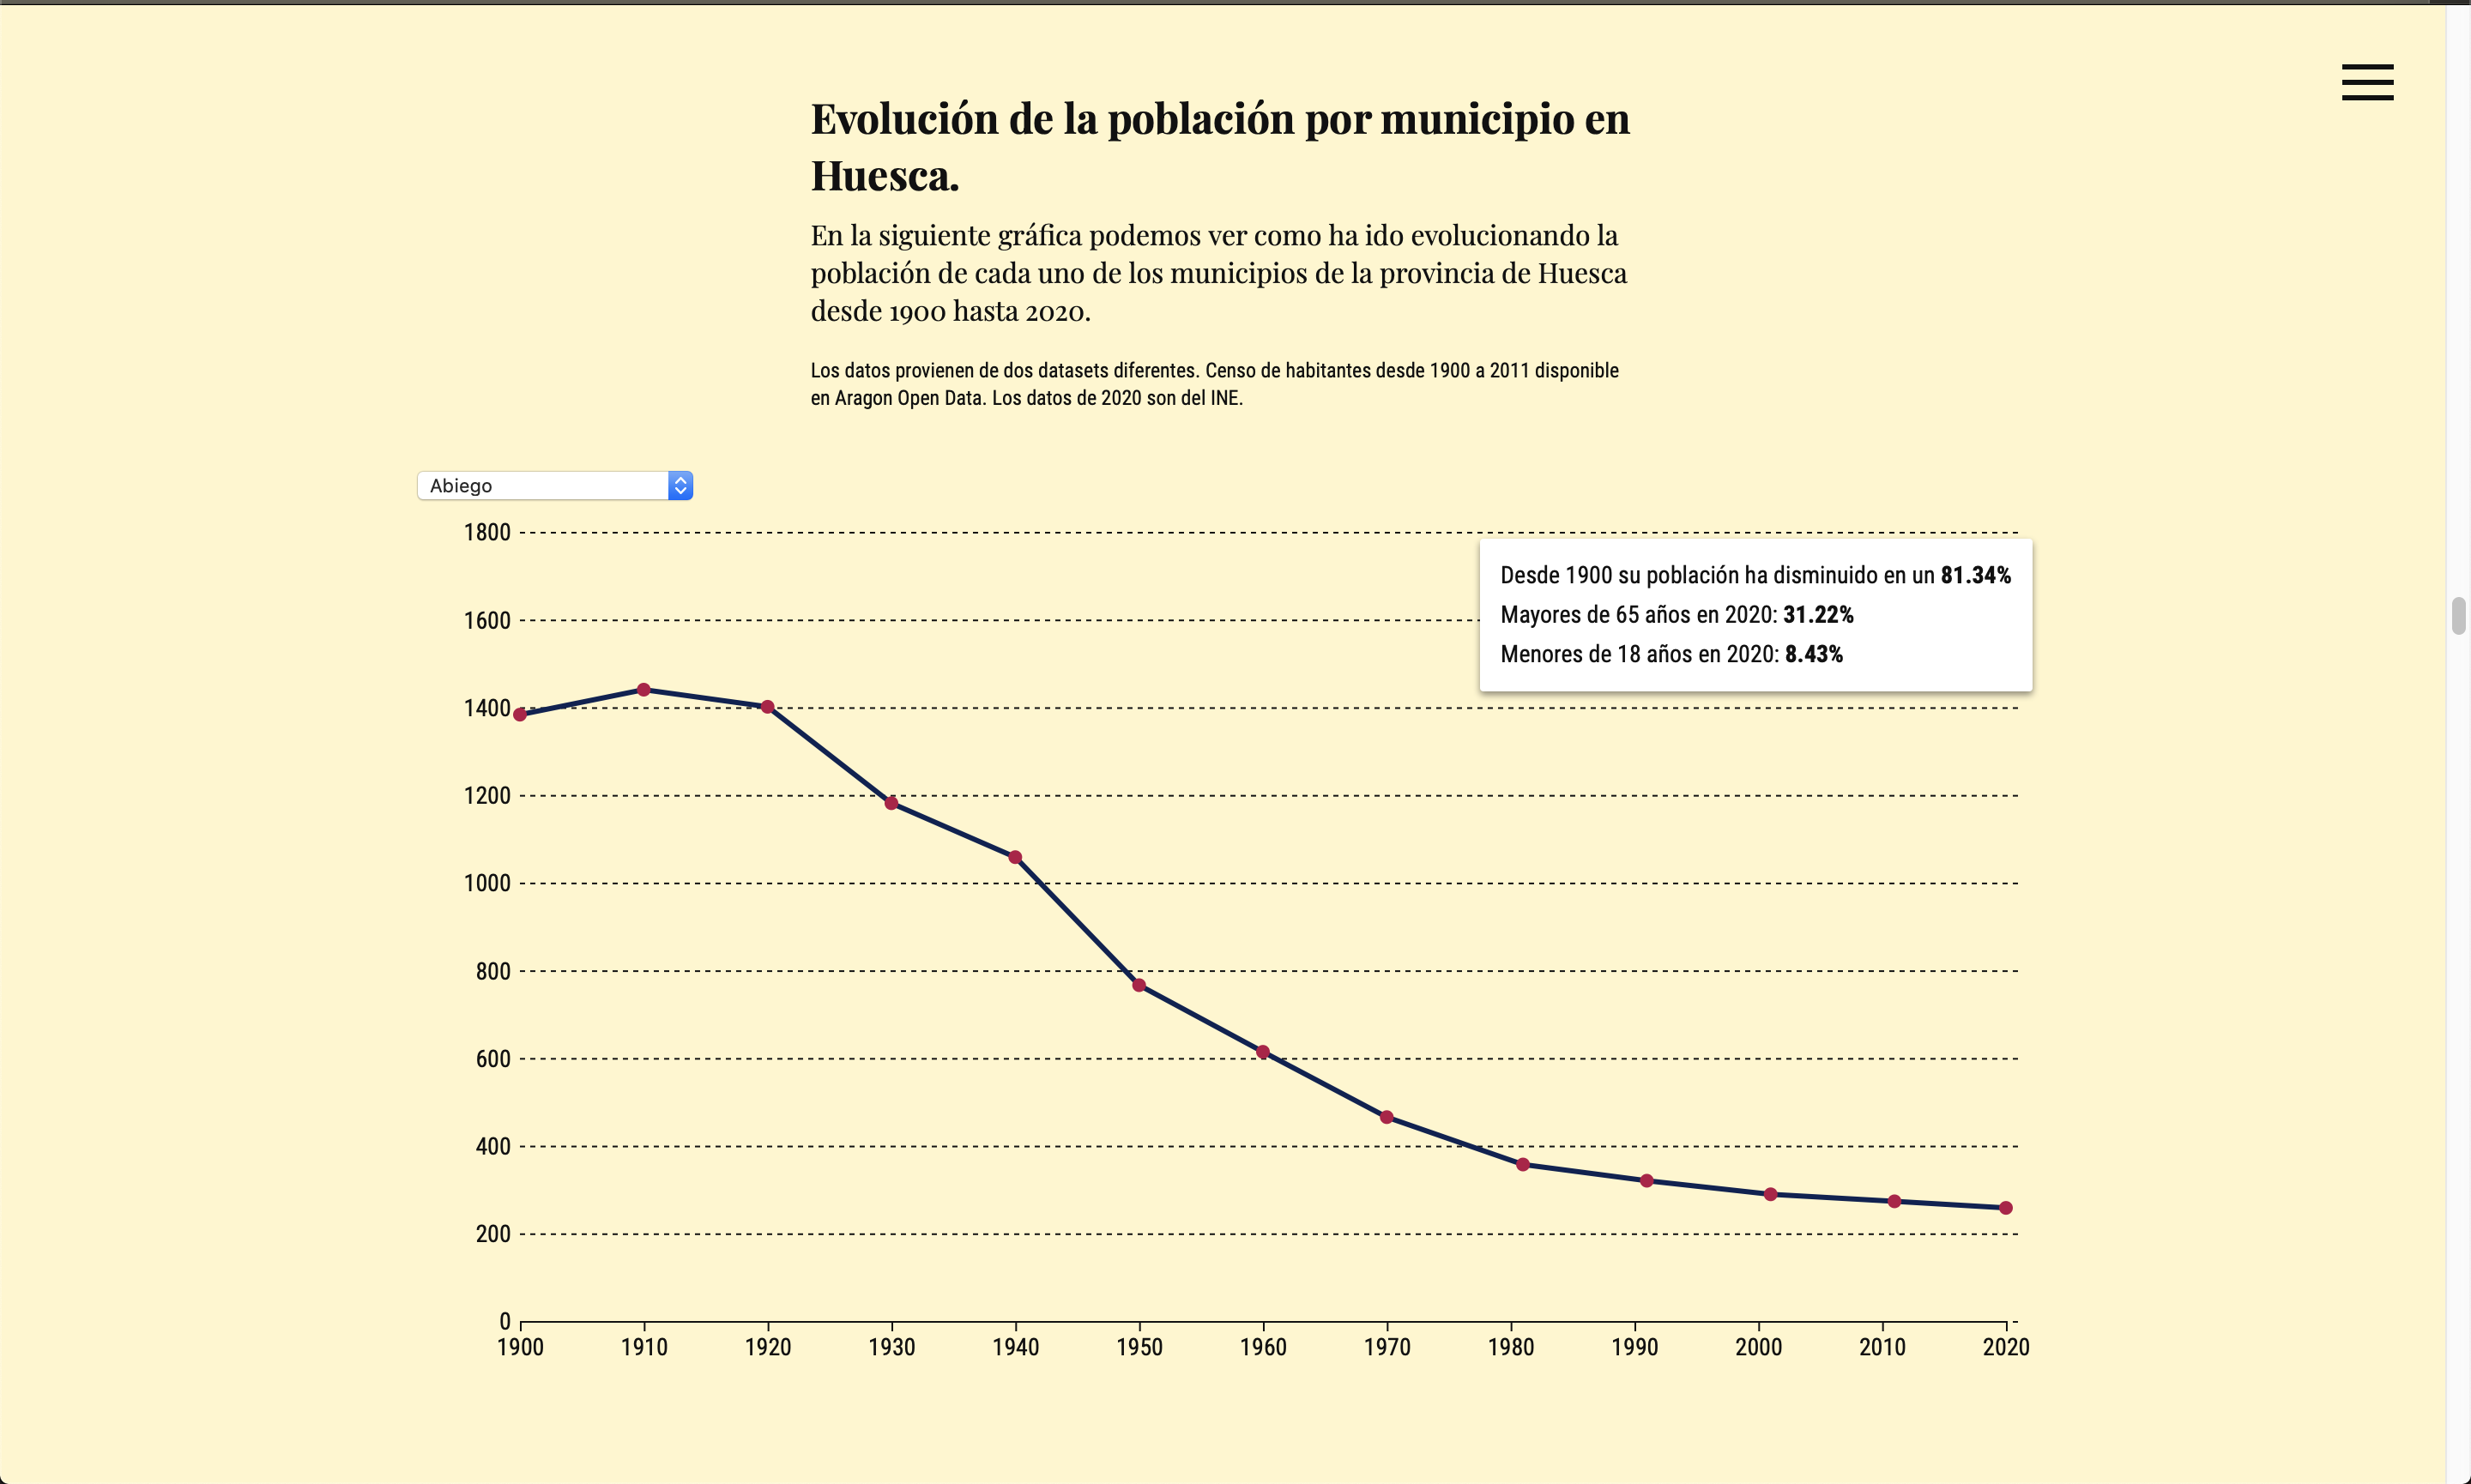 Evolución de la población por municipio en
Huesca.
En la siguiente gráfica podemos ver como ha ido evolucionando la
población de cada uno de los municipios de la provincia de Huesca
desde 1900 hasta 2020.
Los datos provienen de dos datasets diferentes. Censo de habitantes desde 1900 a 2011 disponible
en Aragon Open Data. Los datos de 2020 son del INE.
Abiego
1800
Desde 1900 su población ha disminuido en un 81.34%
1600
Mayores de 65 años en 2020: 31.22%
Menores de 18 años en 2020: 8.43%
1400
1200
1000
800
600
400
200
0
1900 1910 1920 1930 1940 1950 1960 1970 1980 1990 2000 2010 2020